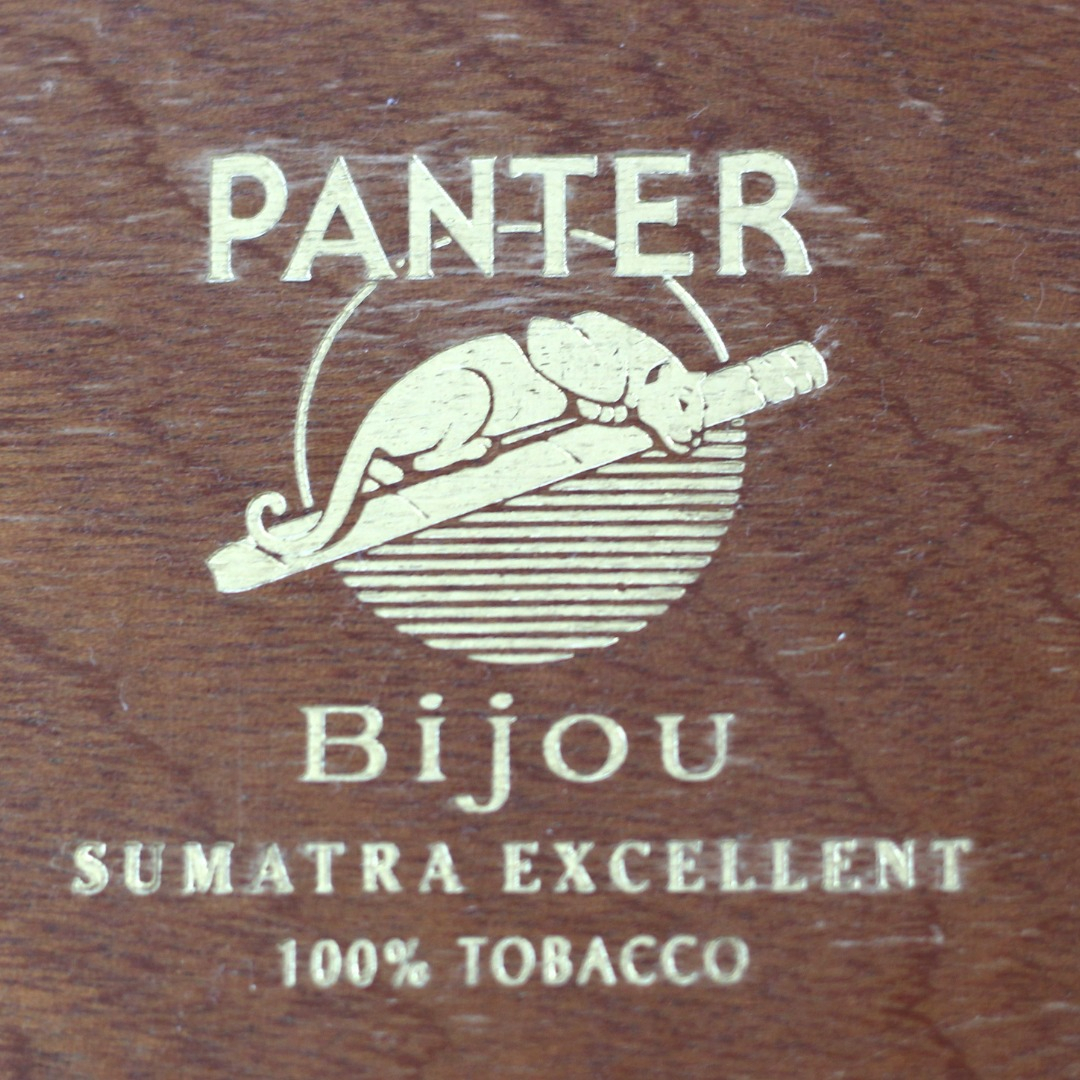 PANTER
Bijou
SUMATRA EXCELLENT
100% TOBACCO